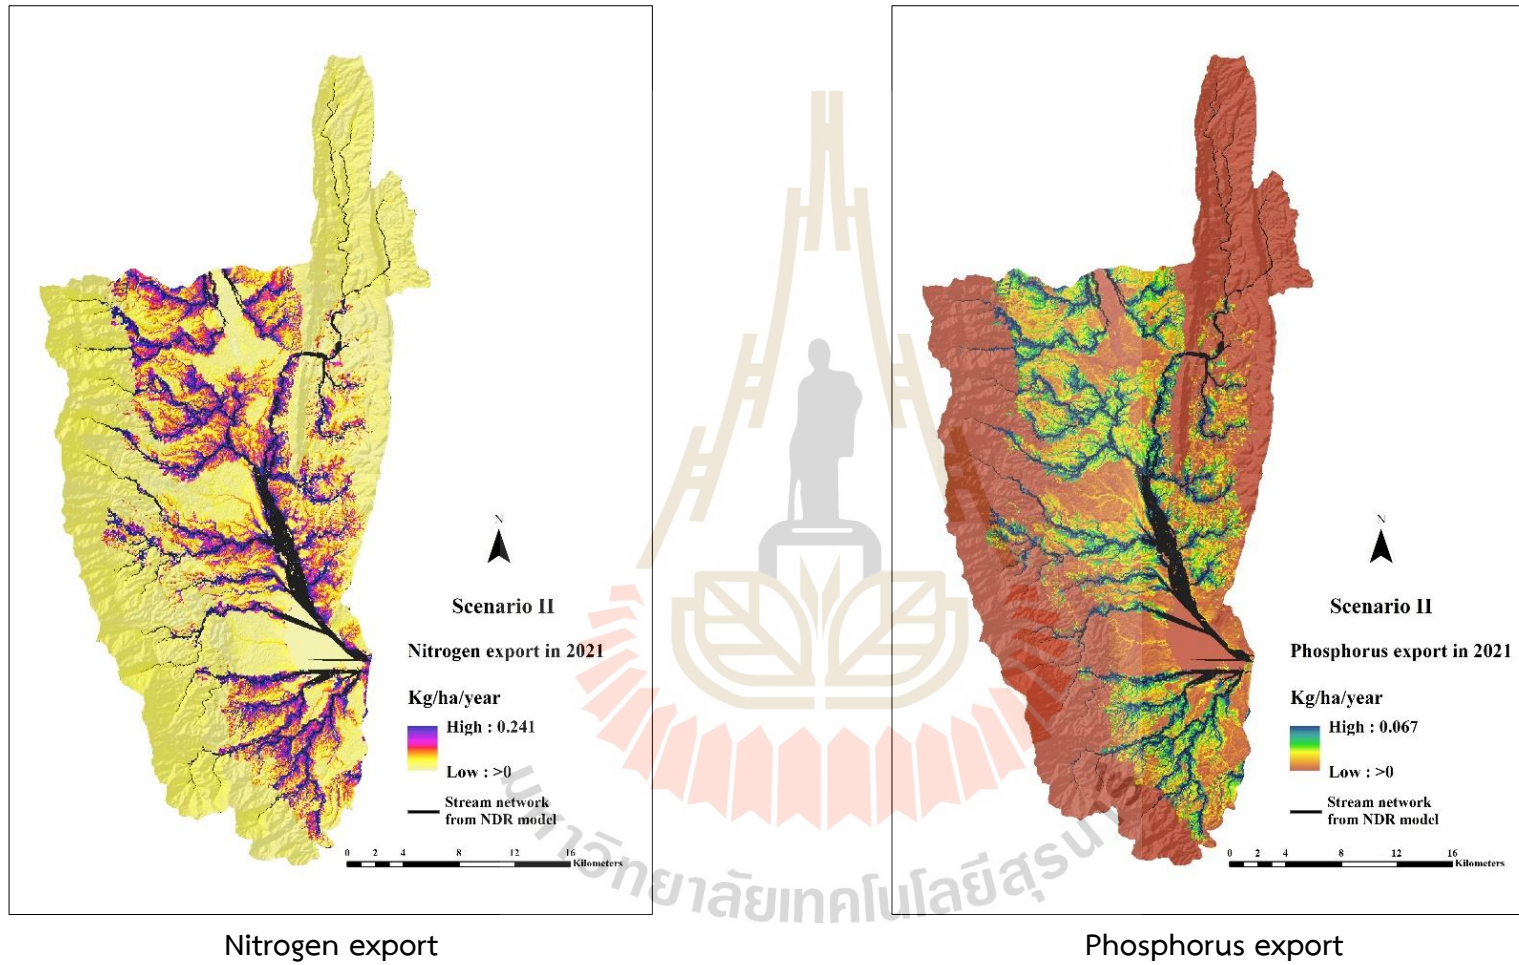 N
Scenario II
Nitrogen export in 2021
Kg/ha/year
High : 0.241
Low : >0
Stream network
from NDR model
0 2 4 8 12 16
Kilometers
Nitrogen export
N
Scenario II
Phosphorus export in 2021
Kg/ha/year
High : 0.067
Low : >0
Stream network
from NDR model
0 2 4 8 12 16
Kilometers
Phosphorus export
มหาวิทยาลัยเทคโนโลยีสุรนารี